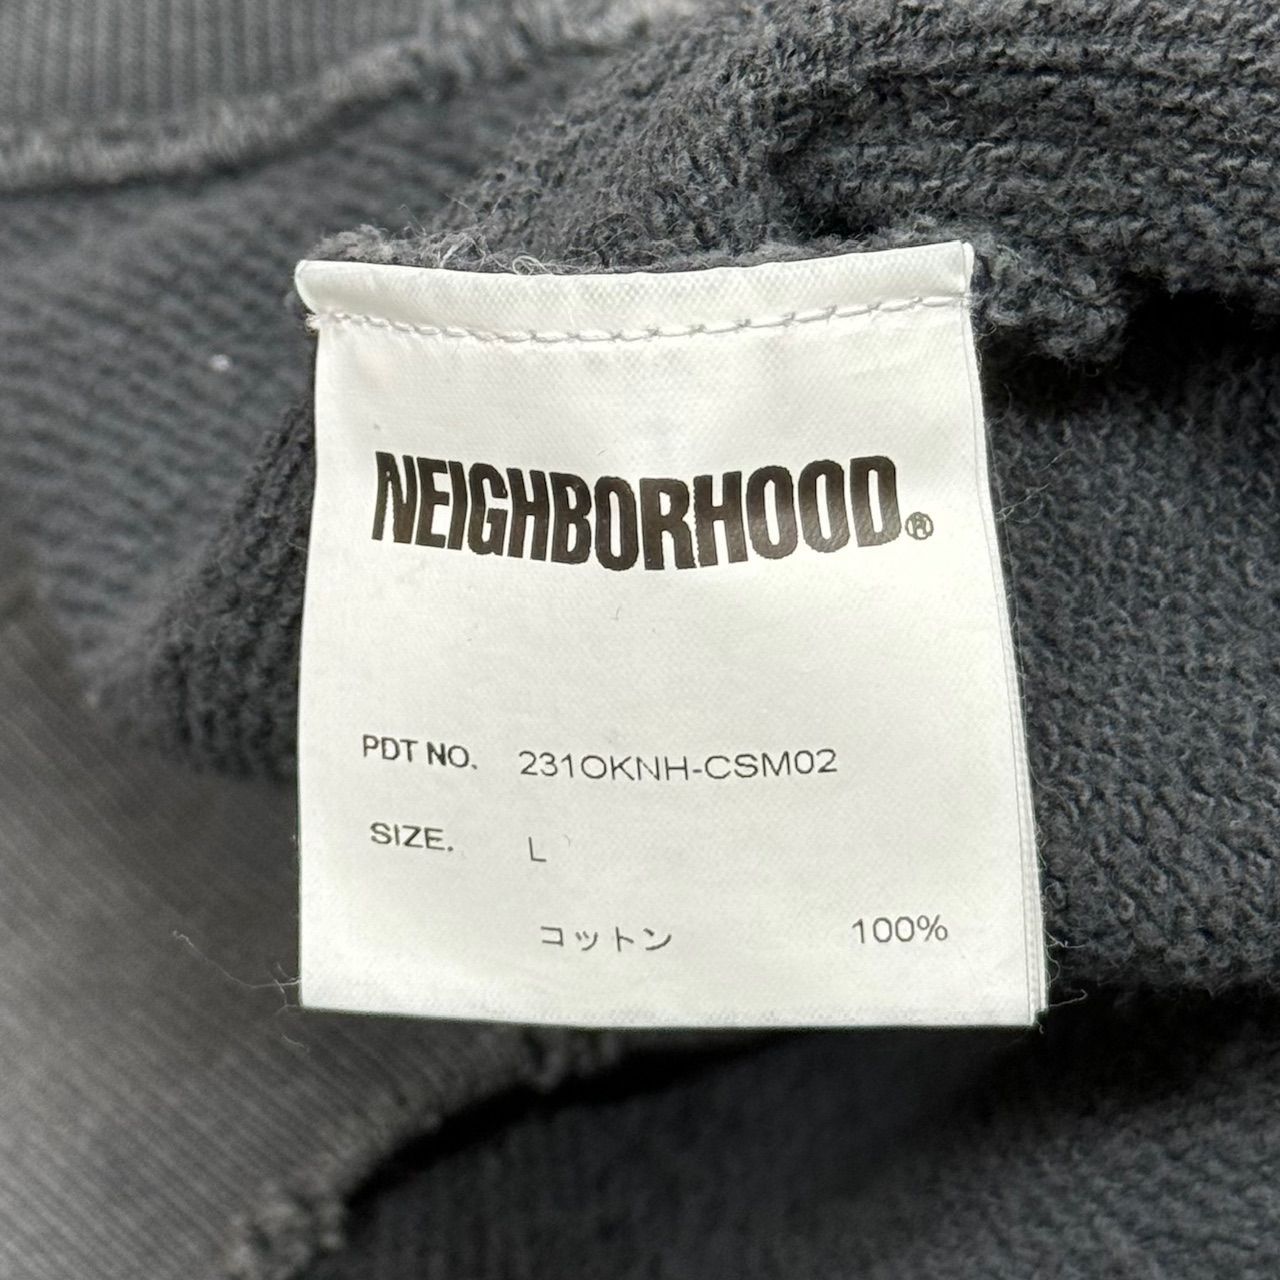 NEIGHBORHOOD®
PDT NO. 231OKNH-CSM02
SIZE. L
コットン 100%